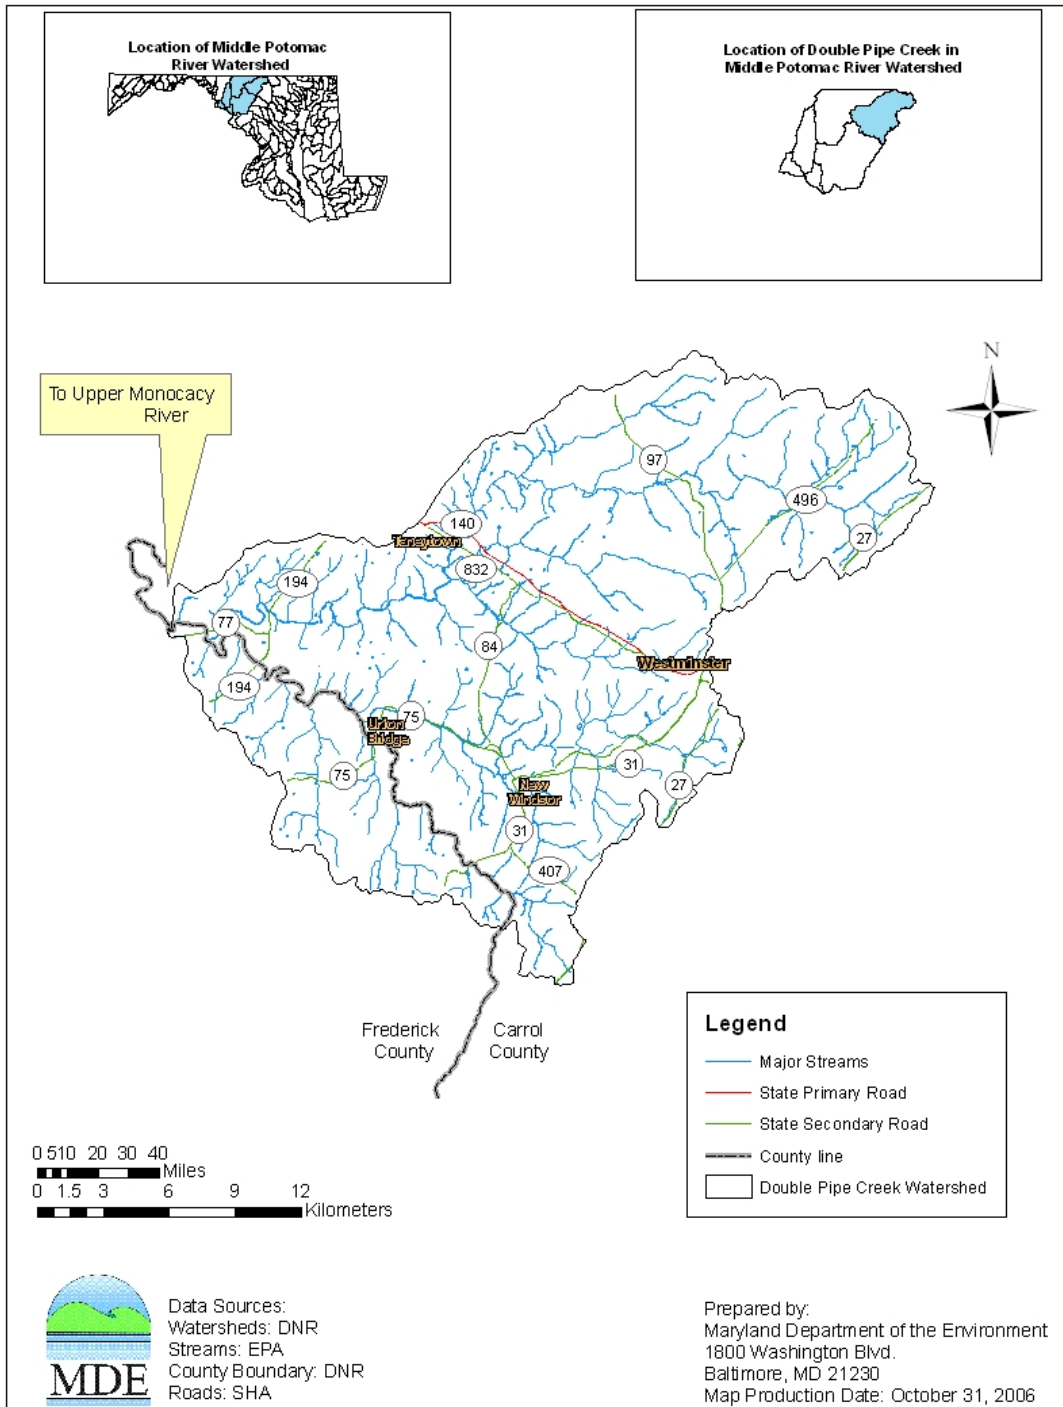 Location of Middle Potomac
River Watershed
Location of Double Pipe Creek in
Middle Potomac River Watershed
To Upper Monocacy
River
N
97
496
140
27
Taneytown
832
194
77
84
Westminster
194
75
Union
Bridge
31
75
27
New
Windsor
31
407
Frederick
County
Carrol
County
Legend
Major Streams
State Primary Road
State Secondary Road
County line
Double Pipe Creek Watershed
0 510 20 30 40
Miles
0 1.5 3 6 9 12
Kilometers
MDE
Data Sources:
Watersheds: DNR
Streams: EPA
County Boundary: DNR
Roads: SHA
Prepared by:
Maryland Department of the Environment
1800 Washington Blvd.
Baltimore, MD 21230
Map Production Date: October 31, 2006